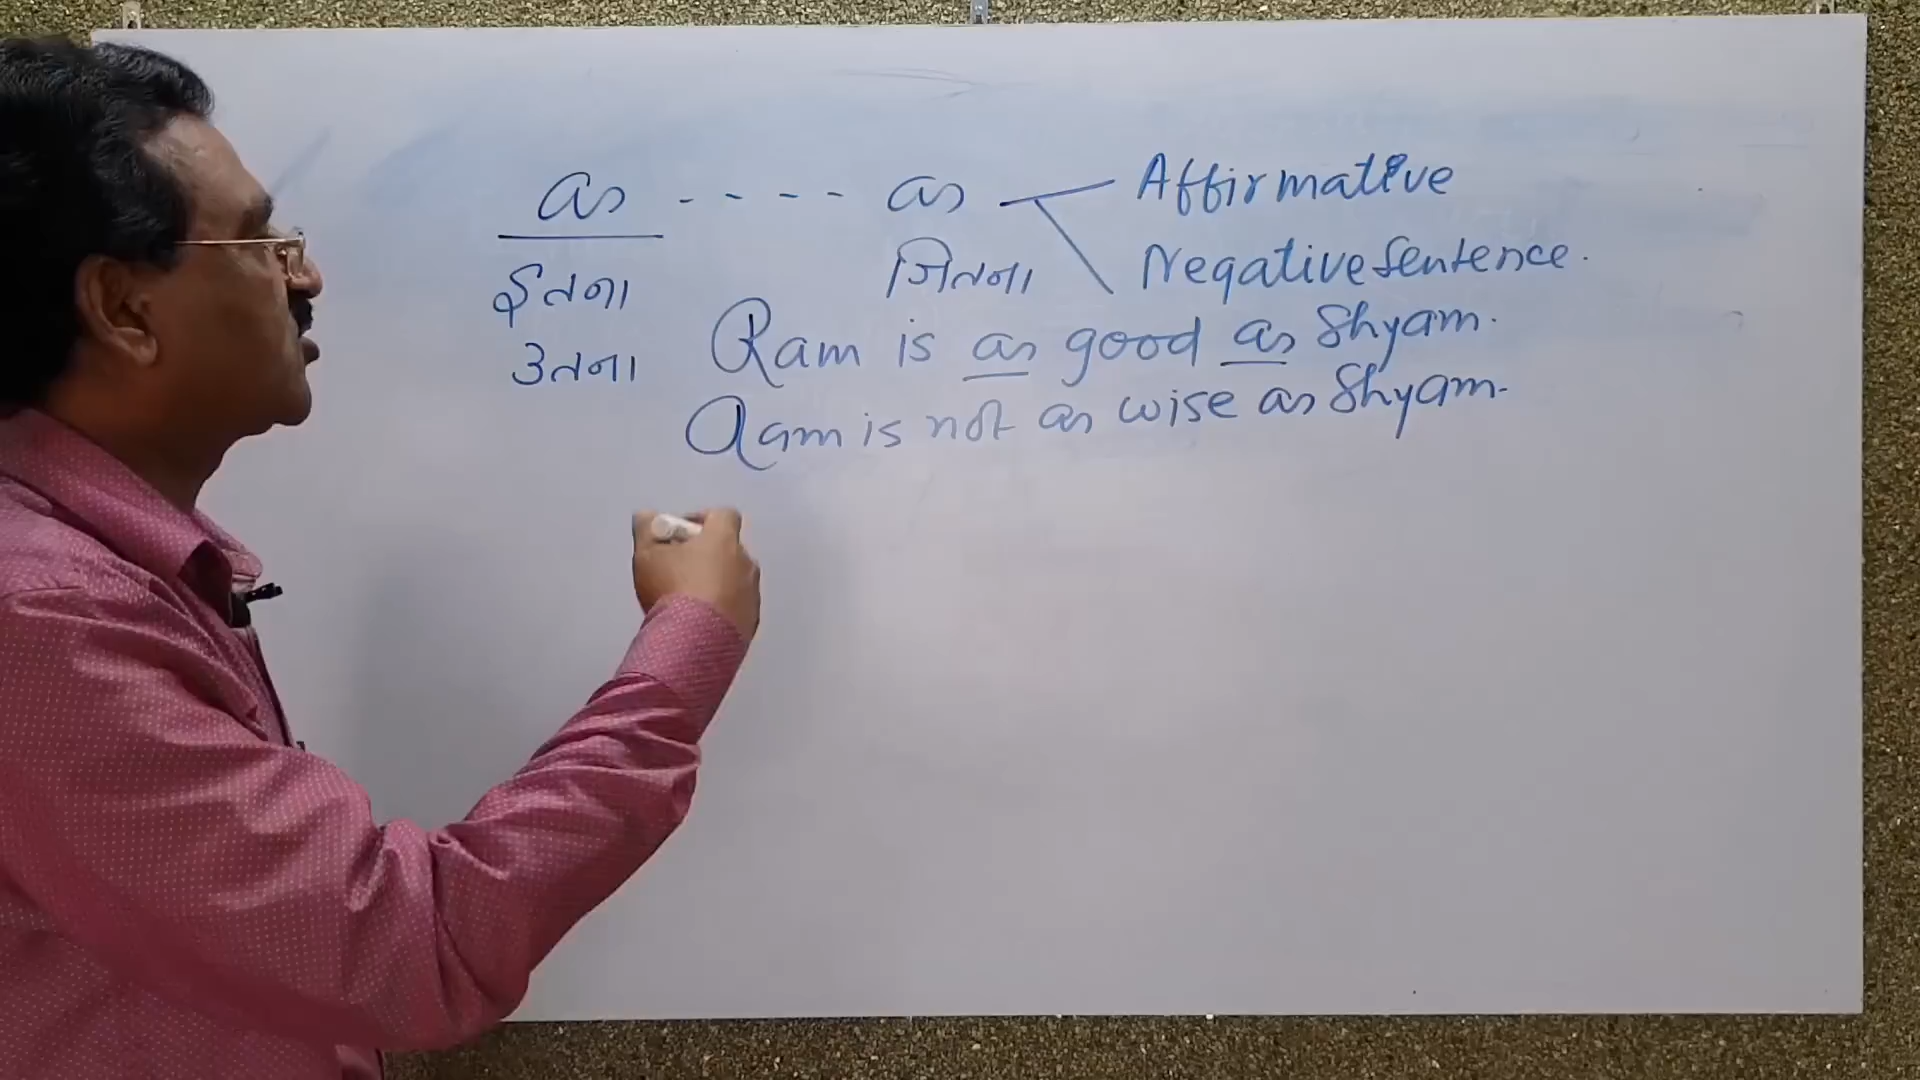 as - - - - as Affirmative
इतना जितना Negative Sentence.
उतना Ram is as good as Shyam.
Ram is not as wise as Shyam.